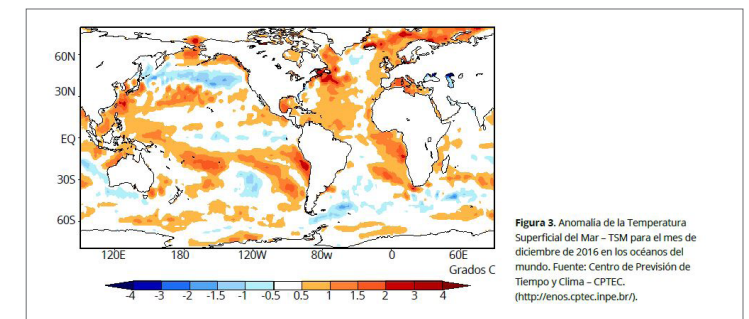 60N
30N
EQ
30S
60S
120E 180 120W 80W 0 60E
Grados C
-4 -3 -2 -1.5 -1 -0.5 0.5 1 1.5 2 3 4
Figura 3. Anomalía de la Temperatura
Superficial del Mar – TSM para el mes de
diciembre de 2016 en los océanos del
mundo. Fuente: Centro de Previsión de
Tiempo y Clima – CPTEC.
(http://enos.cptec.inpe.br/).